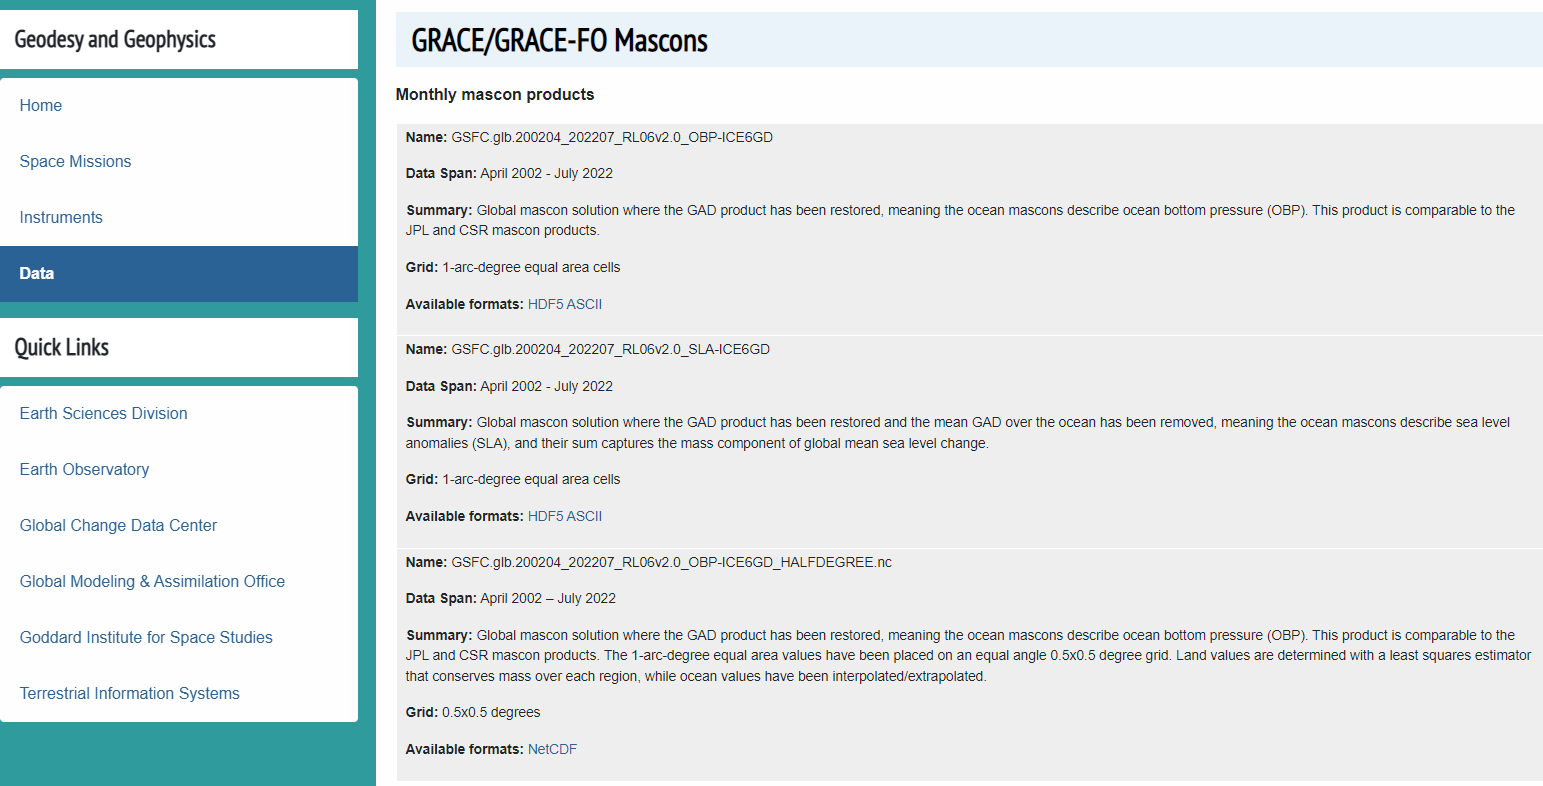 Geodesy and Geophysics
Home
Space Missions
Instruments
Data
Quick Links
Earth Sciences Division
Earth Observatory
Global Change Data Center
Global Modeling & Assimilation Office
Goddard Institute for Space Studies
Terrestrial Information Systems
GRACE/GRACE-FO Mascons
Monthly mascon products
Name: GSFC.glb.200204_202207_RL06v2.0_OBP-ICE6GD
Data Span: April 2002 - July 2022
Summary: Global mascon solution where the GAD product has been restored, meaning the ocean mascons describe ocean bottom pressure (OBP). This product is comparable to the
JPL and CSR mascon products.
Grid: 1-arc-degree equal area cells
Available formats: HDF5 ASCII
Name: GSFC.glb.200204_202207_RL06v2.0_SLA-ICE6GD
Data Span: April 2002 - July 2022
Summary: Global mascon solution where the GAD product has been restored and the mean GAD over the ocean has been removed, meaning the ocean mascons describe sea level
anomalies (SLA), and their sum captures the mass component of global mean sea level change.
Grid: 1-arc-degree equal area cells
Available formats: HDF5 ASCII
Name: GSFC.glb.200204_202207_RL06v2.0_OBP-ICE6GD_HALFDEGREE.nc
Data Span: April 2002 – July 2022
Summary: Global mascon solution where the GAD product has been restored, meaning the ocean mascons describe ocean bottom pressure (OBP). This product is comparable to the
JPL and CSR mascon products. The 1-arc-degree equal area values have been placed on an equal angle 0.5x0.5 degree grid. Land values are determined with a least squares estimator
that conserves mass over each region, while ocean values have been interpolated/extrapolated.
Grid: 0.5x0.5 degrees
Available formats: NetCDF